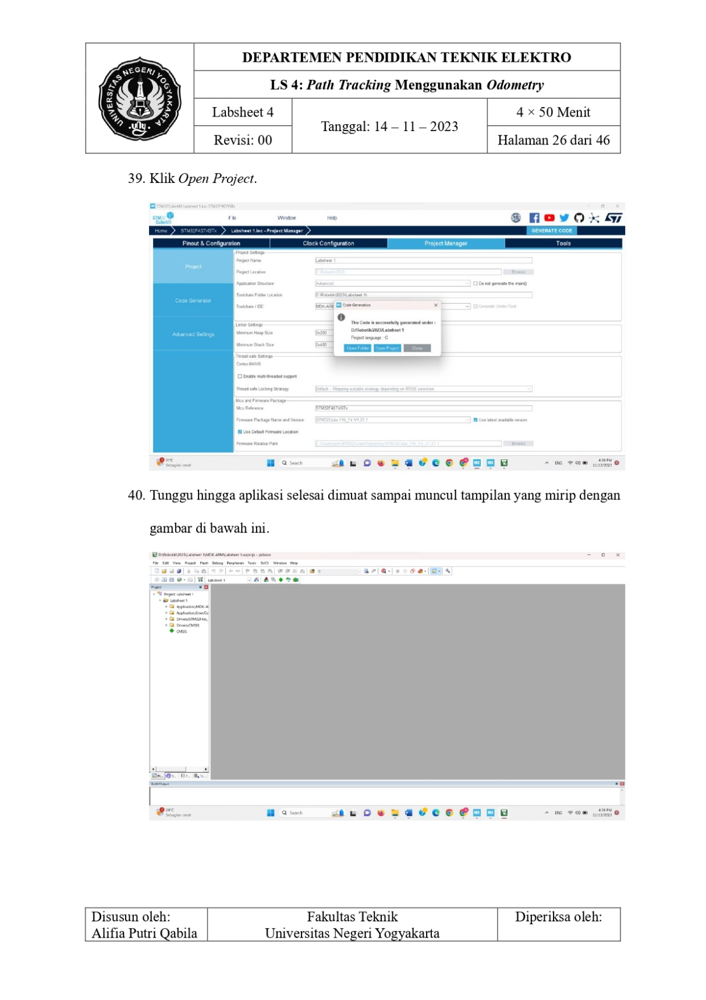 UNIVERSITAS NEGERI YOGYAKARTA
uny
DEPARTEMEN PENDIDIKAN TEKNIK ELEKTRO
LS 4: Path Tracking Menggunakan Odometry
Labsheet 4
Revisi: 00
Tanggal: 14 – 11 – 2023
4 × 50 Menit
Halaman 26 dari 46
39. Klik Open Project.
STM32CubeMX Labsheet 1.ioc: STM32F407VGTx
STM32 CubeMX
File Window Help
Home STM32F407VGTx Labsheet 1.ioc - Project Manager GENERATE CODE
Pinout & Configuration Clock Configuration Project Manager Tools
Project
Code Generator
Advanced Settings
Project Settings
Project Name Labsheet 1
Project Location D:\Robotik\2023 Browse
Application Structure Advanced Do not generate the main()
Toolchain Folder Location D:\Robotik\2023\Labsheet 1\
Toolchain / IDE MDK-ARM Generate Under Root
Code Generation
The Code is successfully generated under :
D:/Robotik/2023/Labsheet 1
Project language : C
Open Folder Open Project Close
Linker Settings
Minimum Heap Size 0x200
Minimum Stack Size 0x400
Thread-safe Settings
Cortex-M4NS
Enable multi-threaded support
Thread-safe Locking Strategy Default – Mapping suitable strategy depending on RTOS selection
Mcu and Firmware Package
Mcu Reference STM32F407VGTx
Firmware Package Name and Version STM32Cube FW_F4 V1.27.1 Use latest available version
Use Default Firmware Location
Firmware Relative Path Browse
31°C
Sebagian cerah
Search
ENG
4:30 PM
11/12/2023
40. Tunggu hingga aplikasi selesai dimuat sampai muncul tampilan yang mirip dengan
gambar di bawah ini.
D:\Robotik\2023\Labsheet 1\MDK-ARM\Labsheet 1.uvprojx - µVision
File Edit View Project Flash Debug Peripherals Tools SVCS Window Help
Labsheet 1
Project
Project: Labsheet 1
Labsheet 1
Application/MDK-A
Application/User/Co
Drivers/STM32F4xx_
Drivers/CMSIS
CMSIS
Build Output
29°C
Sebagian cerah
Search
ENG
4:30 PM
11/12/2023
Disusun oleh:
Alifia Putri Qabila
Fakultas Teknik
Universitas Negeri Yogyakarta
Diperiksa oleh: